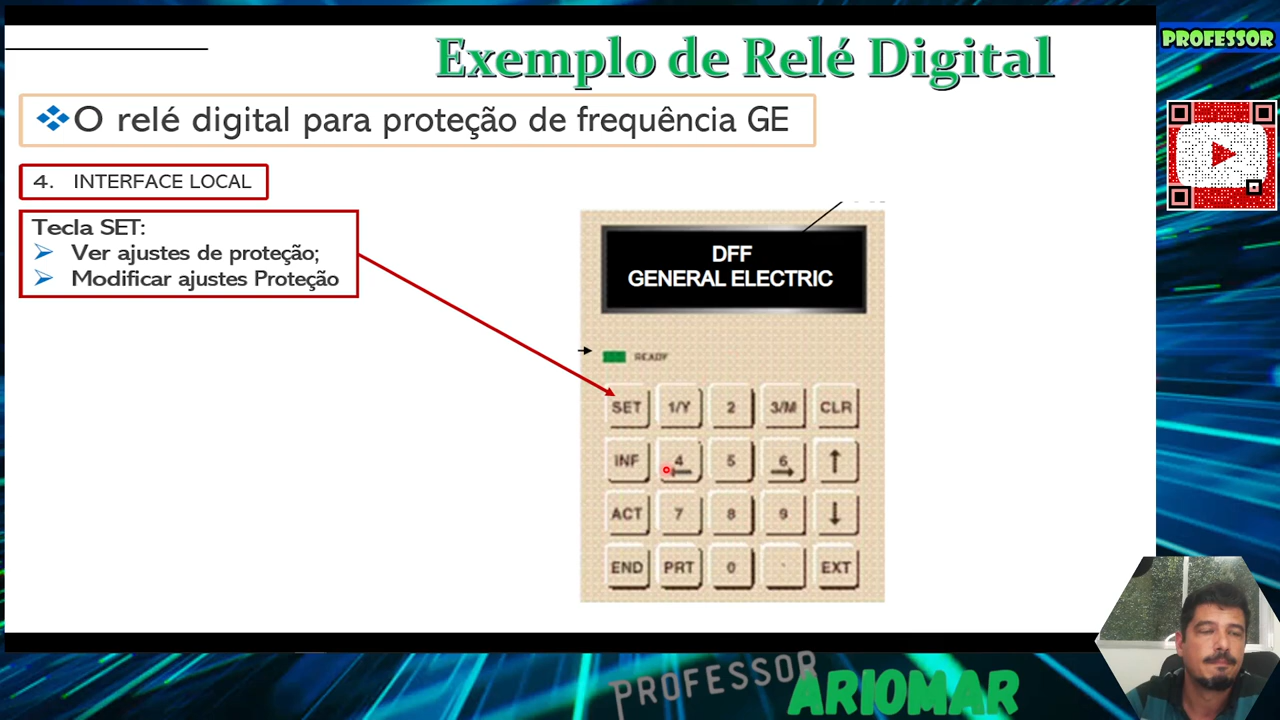 Exemplo de Relé Digital
PROFESSOR
O relé digital para proteção de frequência GE
4. INTERFACE LOCAL
Tecla SET:
Ver ajustes de proteção;
Modificar ajustes Proteção
DFF
GENERAL ELECTRIC
READY
SET 1/Y 2 3/M CLR
INF 4 5 6 ↑
ACT 7 8 9 ↓
END PRT 0 . EXT
PROFESSOR
ARIOMAR